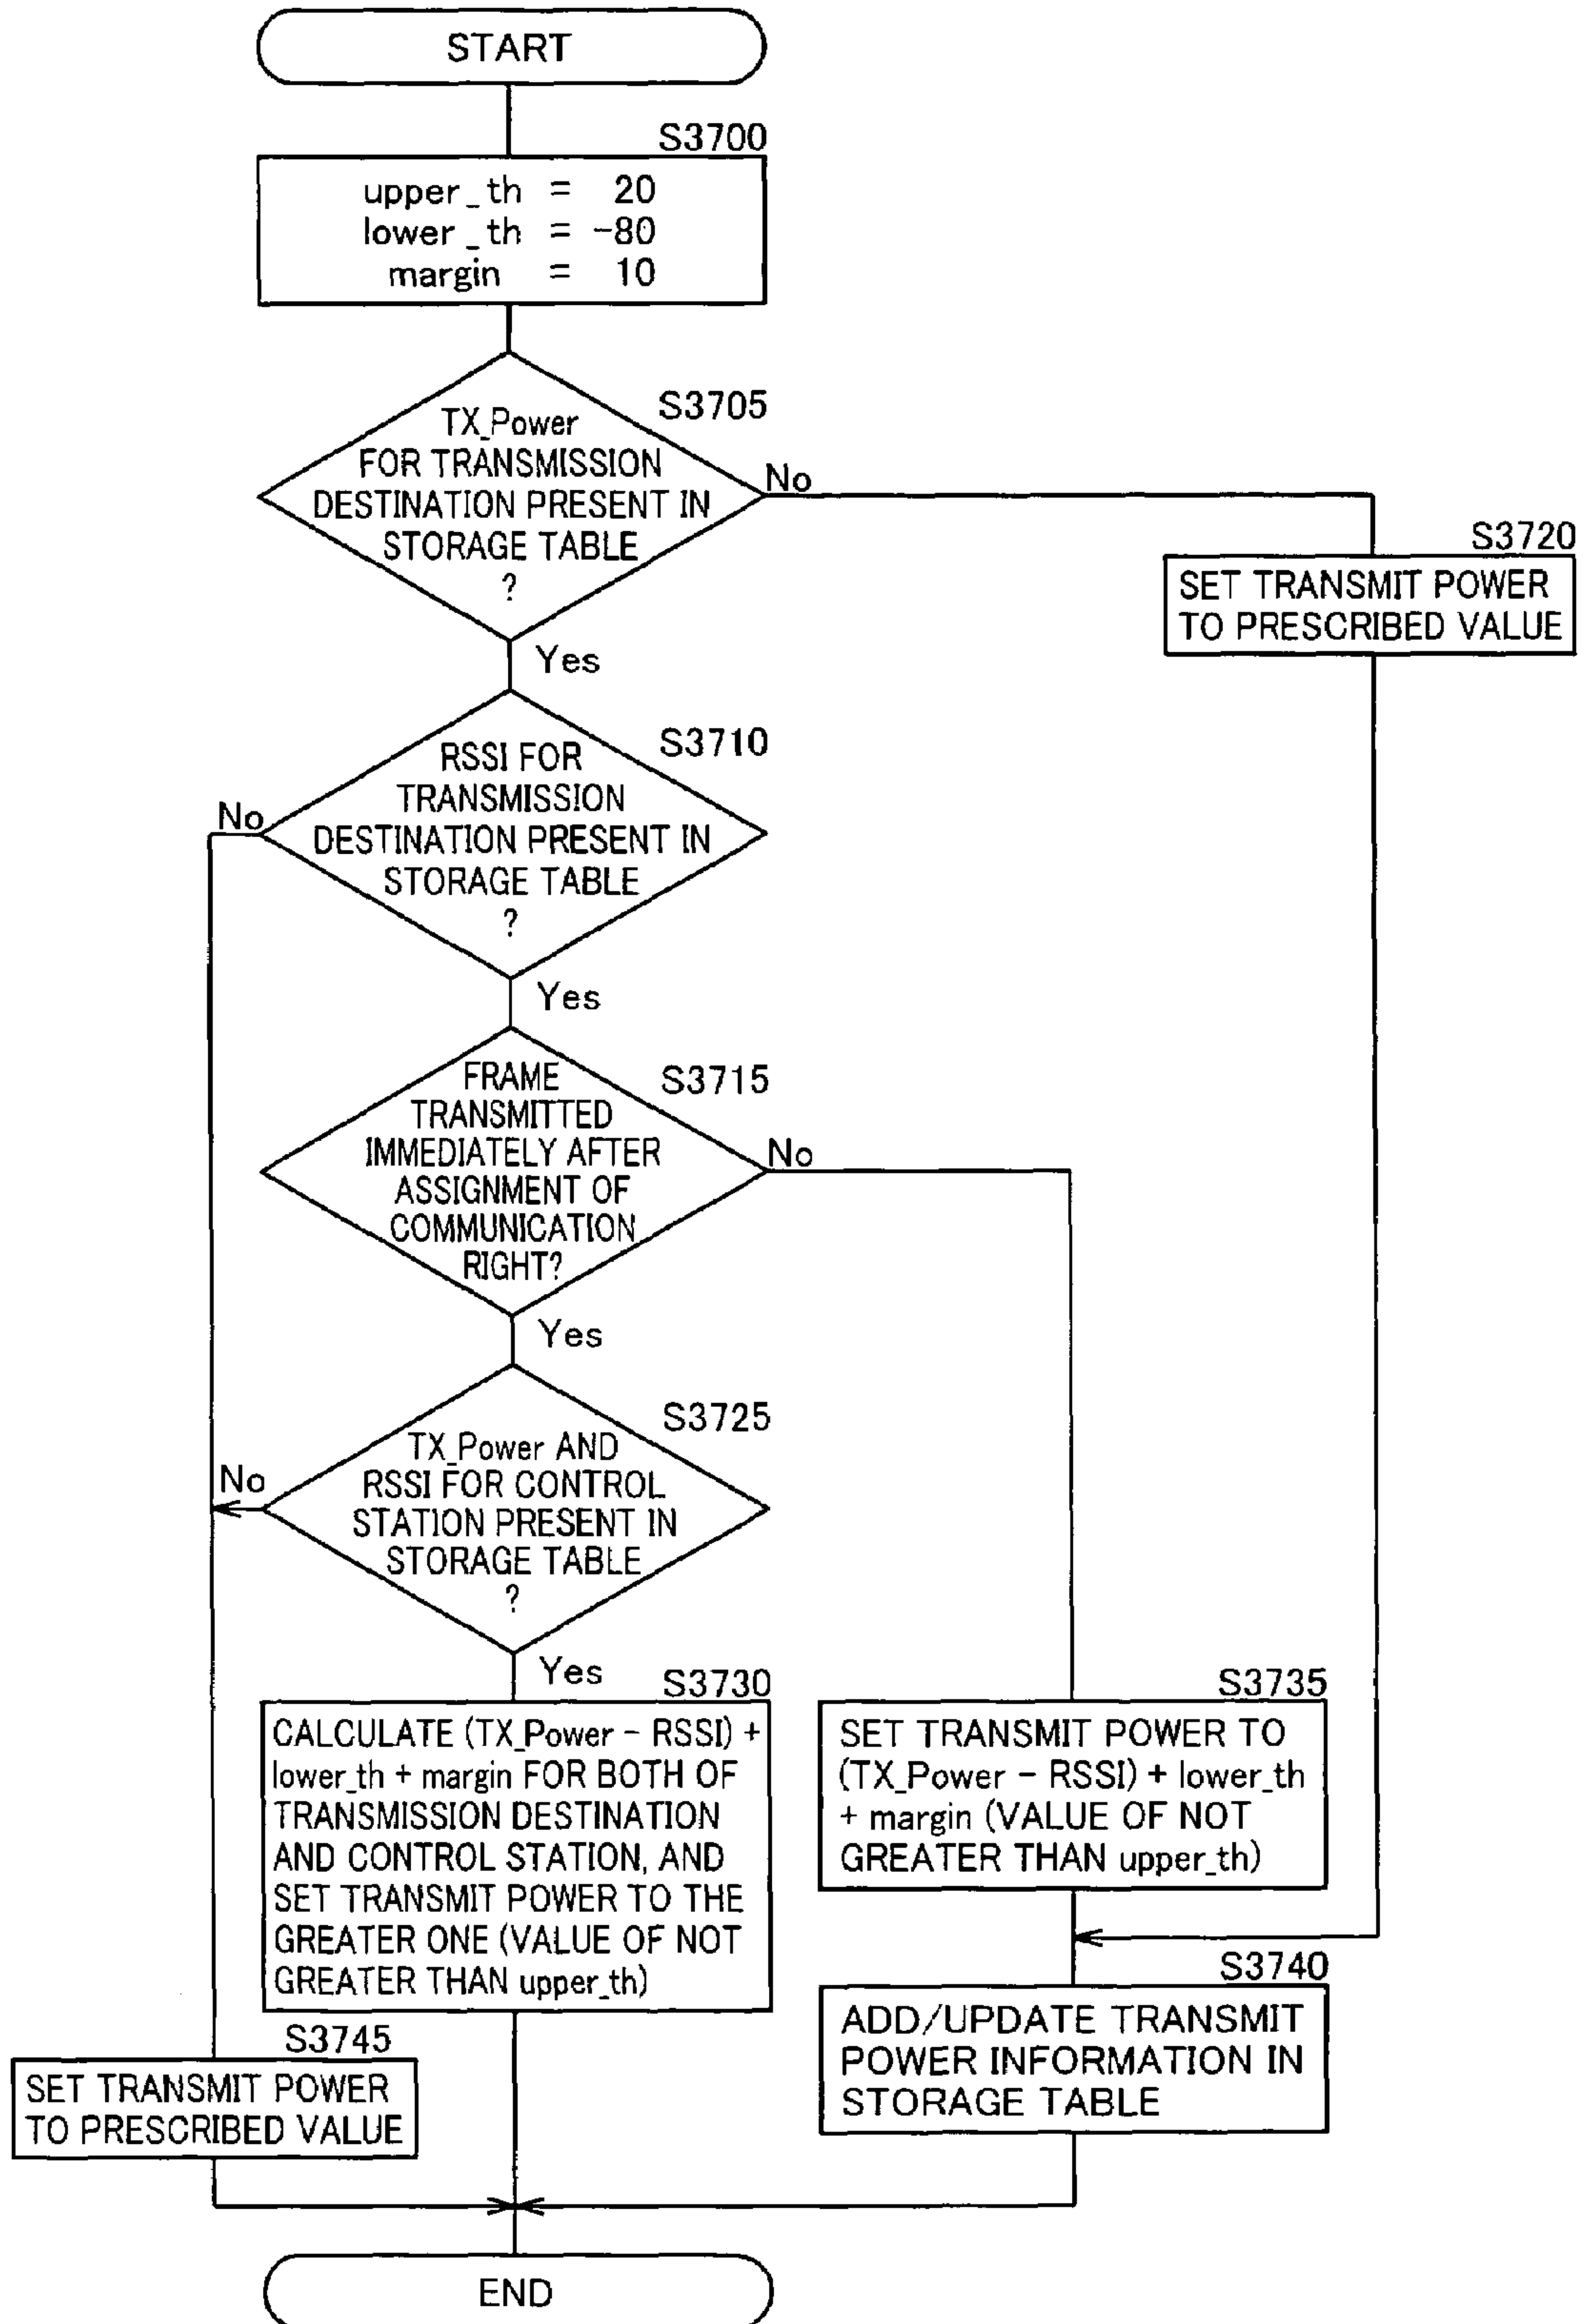 START
S3700
upper_th = 20
lower_th = -80
margin = 10
S3705
TX_Power
FOR TRANSMISSION
DESTINATION PRESENT IN
STORAGE TABLE
?
No
Yes
S3720
SET TRANSMIT POWER
TO PRESCRIBED VALUE
S3710
RSSI FOR
TRANSMISSION
DESTINATION PRESENT IN
STORAGE TABLE
?
No
Yes
S3715
FRAME
TRANSMITTED
IMMEDIATELY AFTER
ASSIGNMENT OF
COMMUNICATION
RIGHT?
No
Yes
S3725
TX_Power AND
RSSI FOR CONTROL
STATION PRESENT IN
STORAGE TABLE
?
No
Yes
S3730
CALCULATE (TX_Power - RSSI) +
lower_th + margin FOR BOTH OF
TRANSMISSION DESTINATION
AND CONTROL STATION, AND
SET TRANSMIT POWER TO THE
GREATER ONE (VALUE OF NOT
GREATER THAN upper_th)
S3735
SET TRANSMIT POWER TO
(TX_Power - RSSI) + lower_th
+ margin (VALUE OF NOT
GREATER THAN upper_th)
S3740
ADD/UPDATE TRANSMIT
POWER INFORMATION IN
STORAGE TABLE
S3745
SET TRANSMIT POWER
TO PRESCRIBED VALUE
END